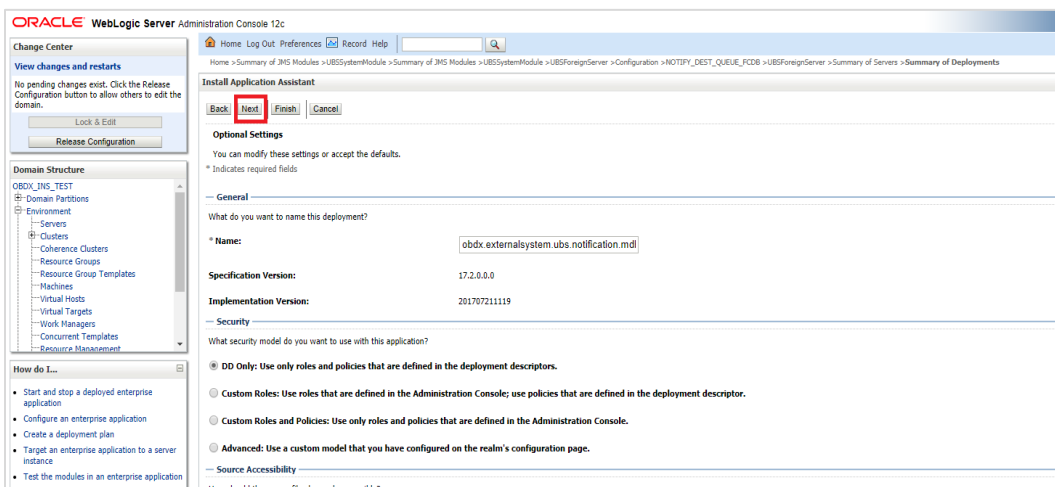 ORACLE WebLogic Server Administration Console 12c
Change Center
View changes and restarts
No pending changes exist. Click the Release
Configuration button to allow others to edit the
domain.
Lock & Edit
Release Configuration
Domain Structure
OBDX_INS_TEST
Domain Partitions
Environment
Servers
Clusters
Coherence Clusters
Resource Groups
Resource Group Templates
Machines
Virtual Hosts
Virtual Targets
Work Managers
Concurrent Templates
Resource Management
How do I...
Start and stop a deployed enterprise
application
Configure an enterprise application
Create a deployment plan
Target an enterprise application to a server
instance
Test the modules in an enterprise application
Home Log Out Preferences Record Help
Home >Summary of JMS Modules >UBSSystemModule >Summary of JMS Modules >UBSSystemModule >UBSForeignServer >Configuration >NOTIFY_DEST_QUEUE_FCDB >UBSForeignServer >Summary of Servers >Summary of Deployments
Install Application Assistant
Back Next Finish Cancel
Optional Settings
You can modify these settings or accept the defaults.
* Indicates required fields
General
What do you want to name this deployment?
* Name: obdx.externalsystem.ubs.notification.mdl
Specification Version: 17.2.0.0.0
Implementation Version: 201707211119
Security
What security model do you want to use with this application?
DD Only: Use only roles and policies that are defined in the deployment descriptors.
Custom Roles: Use roles that are defined in the Administration Console; use policies that are defined in the deployment descriptor.
Custom Roles and Policies: Use only roles and policies that are defined in the Administration Console.
Advanced: Use a custom model that you have configured on the realm's configuration page.
Source Accessibility